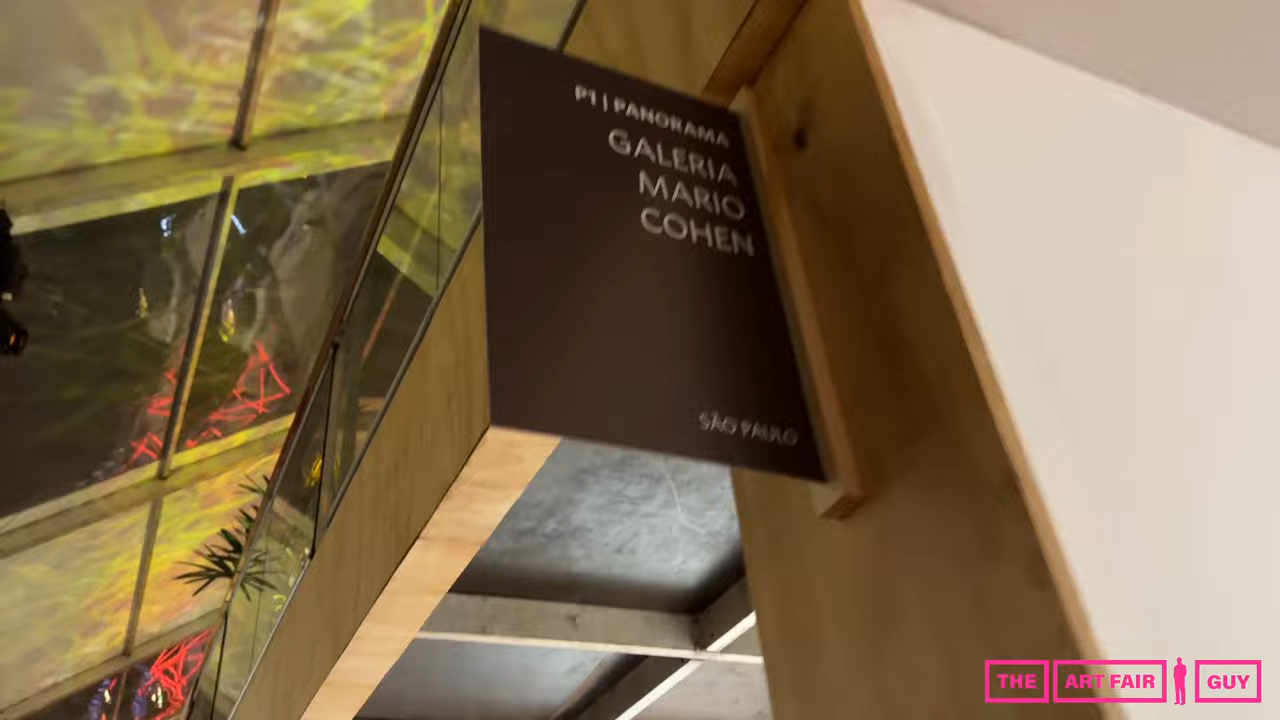 P1 | PANORAMA
GALERIA
MARIO
COHEN
SÃO PAULO
THE ART FAIR GUY